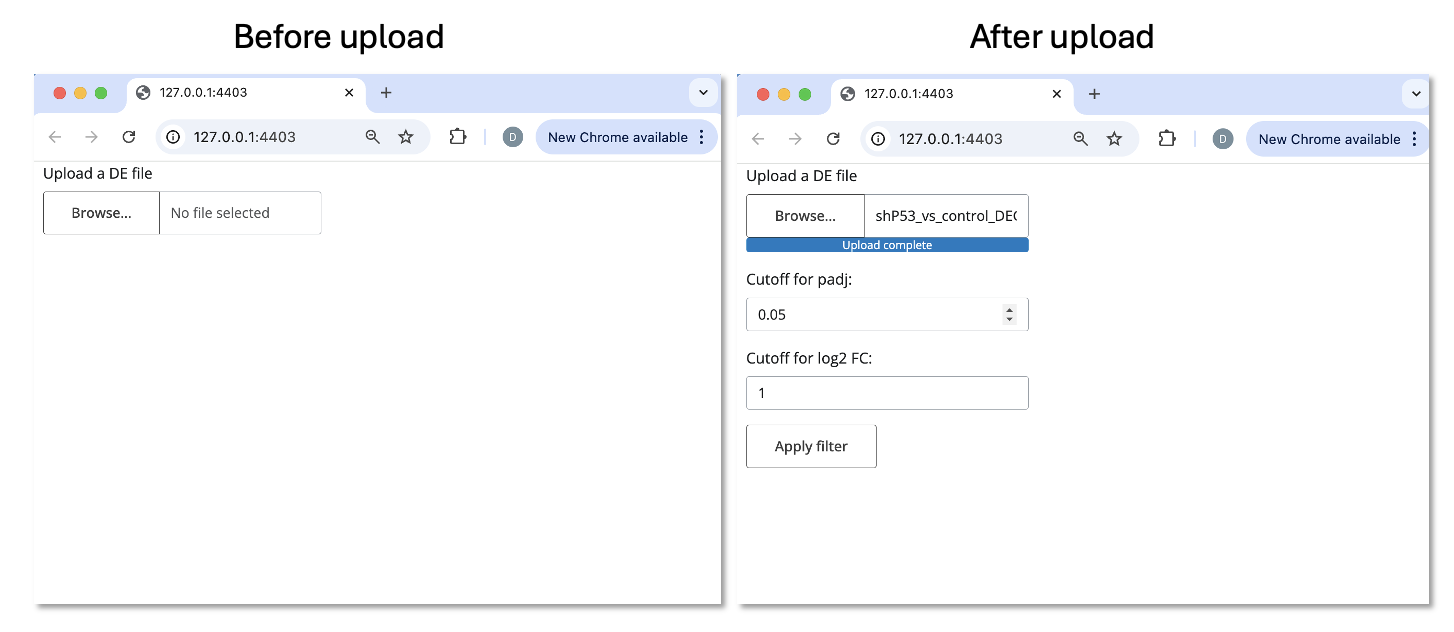 Before upload
127.0.0.1:4403
127.0.0.1:4403
D
New Chrome available
Upload a DE file
Browse...
No file selected
After upload
127.0.0.1:4403
127.0.0.1:4403
D
New Chrome available
Upload a DE file
Browse...
shP53_vs_control_DEG
Upload complete
Cutoff for padj:
0.05
Cutoff for log2 FC:
1
Apply filter